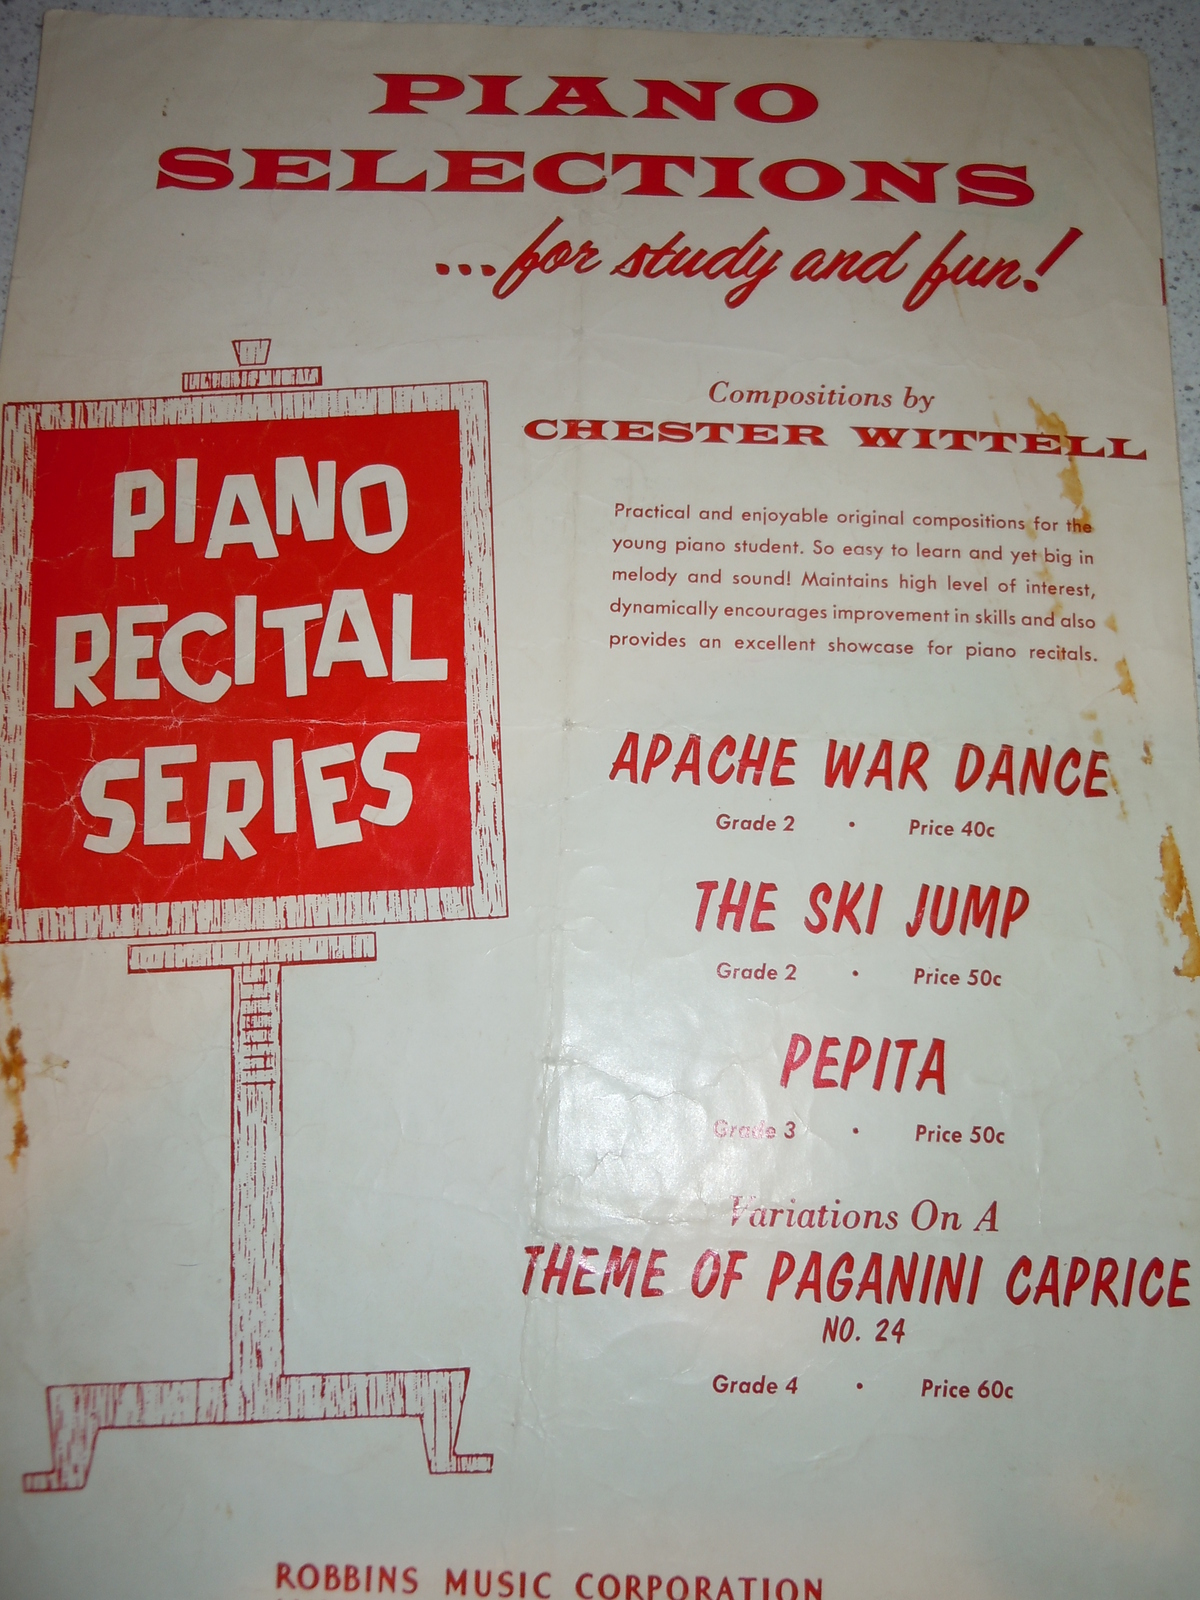 PIANO
SELECTIONS
...for study and fun!
PIANO
RECITAL
SERIES
Compositions by
CHESTER WITTELL
Practical and enjoyable original compositions for the
young piano student. So easy to learn and yet big in
melody and sound! Maintains high level of interest,
dynamically encourages improvement in skills and also
provides an excellent showcase for piano recitals.
APACHE WAR DANCE
Grade 2 • Price 40c
THE SKI JUMP
Grade 2 • Price 50c
PEPITA
Grade 3 • Price 50c
Variations On A
THEME OF PAGANINI CAPRICE
NO. 24
Grade 4 • Price 60c
ROBBINS MUSIC CORPORATION